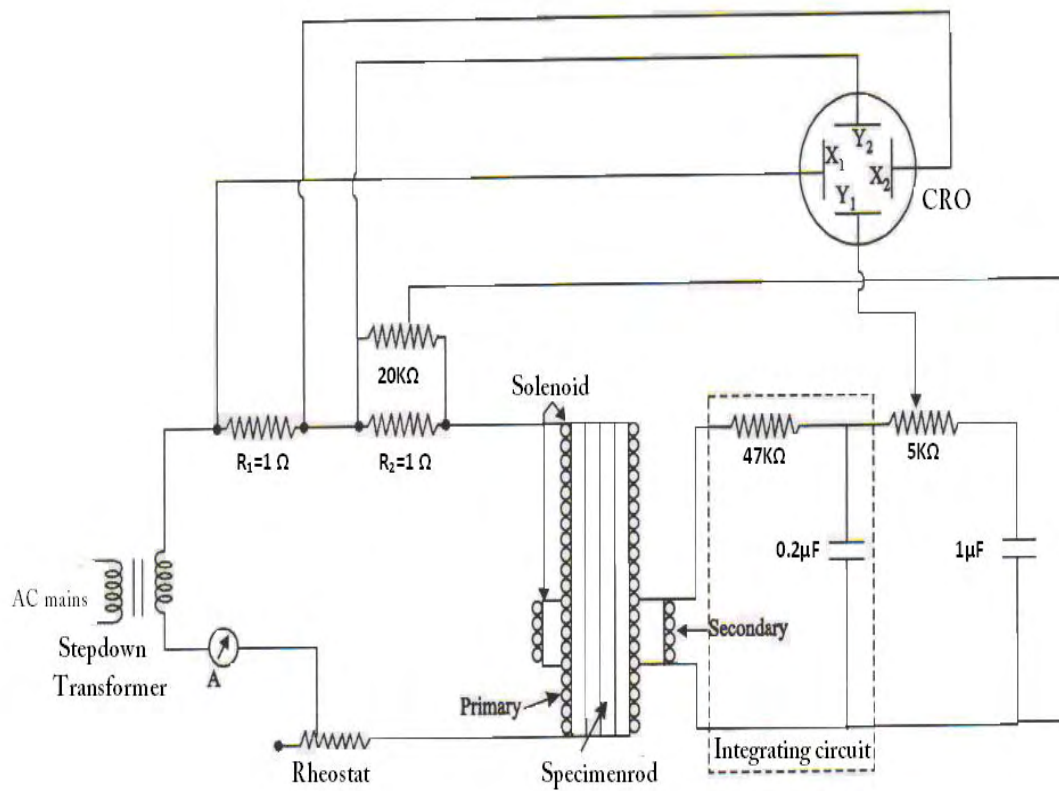 Y₂
X₁
X₂
Y₁
CRO
20KΩ
Solenoid
R₁=1 Ω
R₂=1 Ω
47KΩ
5KΩ
0.2μF
1μF
AC mains
Stepdown
Transformer
A
Secondary
Primary
Rheostat
Specimenrod
Integrating circuit